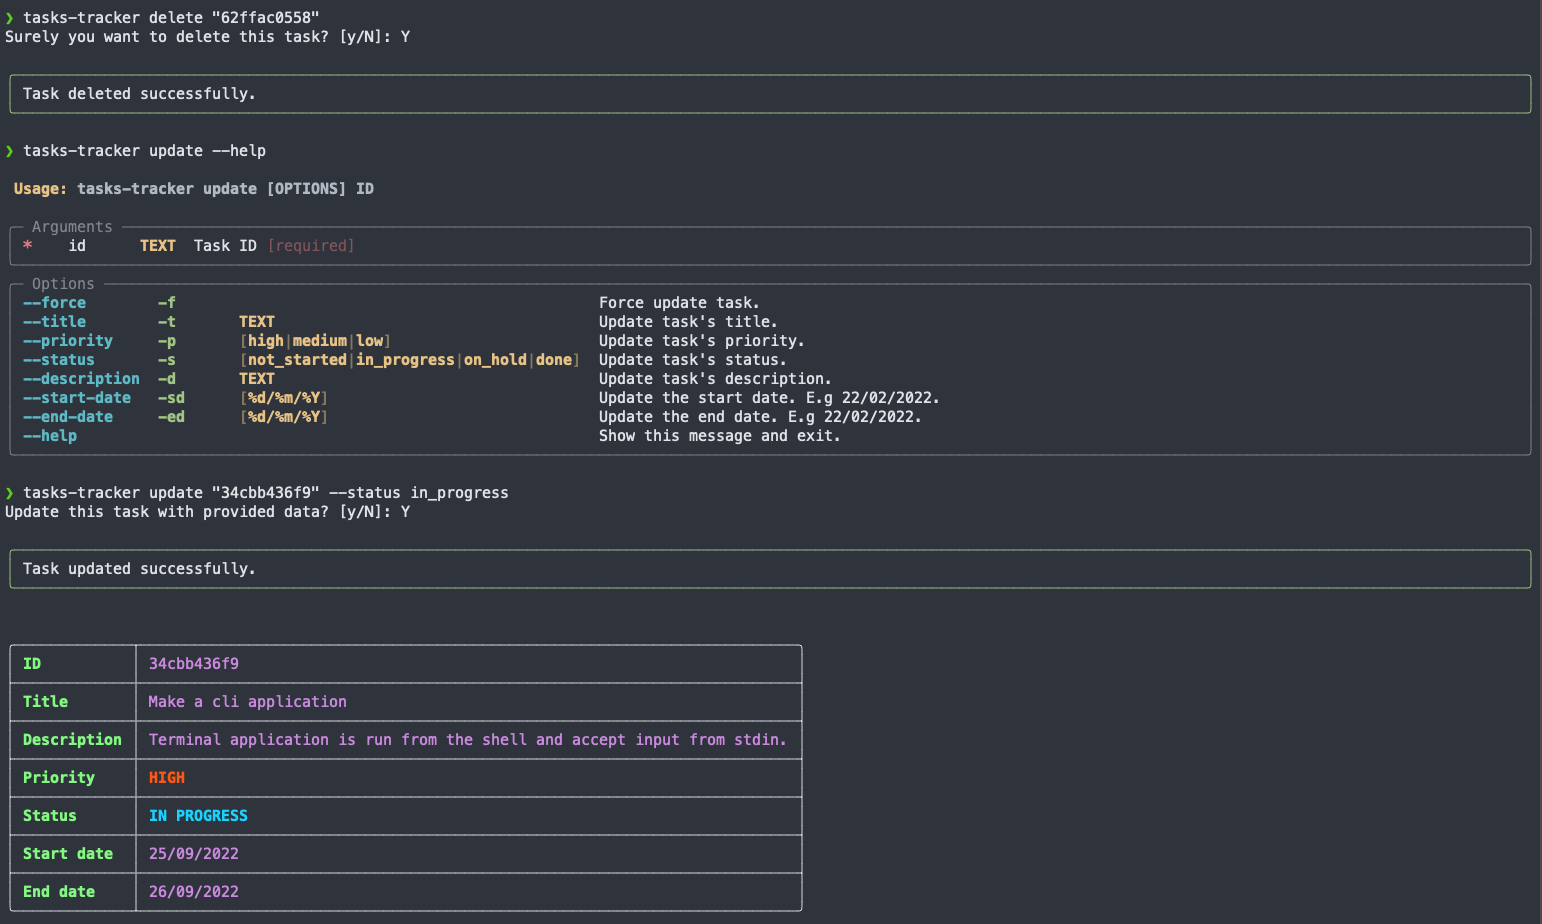 ❯ tasks-tracker delete "62ffac0558"
Surely you want to delete this task? [y/N]: Y
Task deleted successfully.
❯ tasks-tracker update --help
Usage: tasks-tracker update [OPTIONS] ID
Arguments
* id TEXT Task ID [required]
Options
--force -f Force update task.
--title -t TEXT Update task's title.
--priority -p [high|medium|low] Update task's priority.
--status -s [not_started|in_progress|on_hold|done] Update task's status.
--description -d TEXT Update task's description.
--start-date -sd [%d/%m/%Y] Update the start date. E.g 22/02/2022.
--end-date -ed [%d/%m/%Y] Update the end date. E.g 22/02/2022.
--help Show this message and exit.
❯ tasks-tracker update "34cbb436f9" --status in_progress
Update this task with provided data? [y/N]: Y
Task updated successfully.
ID 34cbb436f9
Title Make a cli application
Description Terminal application is run from the shell and accept input from stdin.
Priority HIGH
Status IN PROGRESS
Start date 25/09/2022
End date 26/09/2022